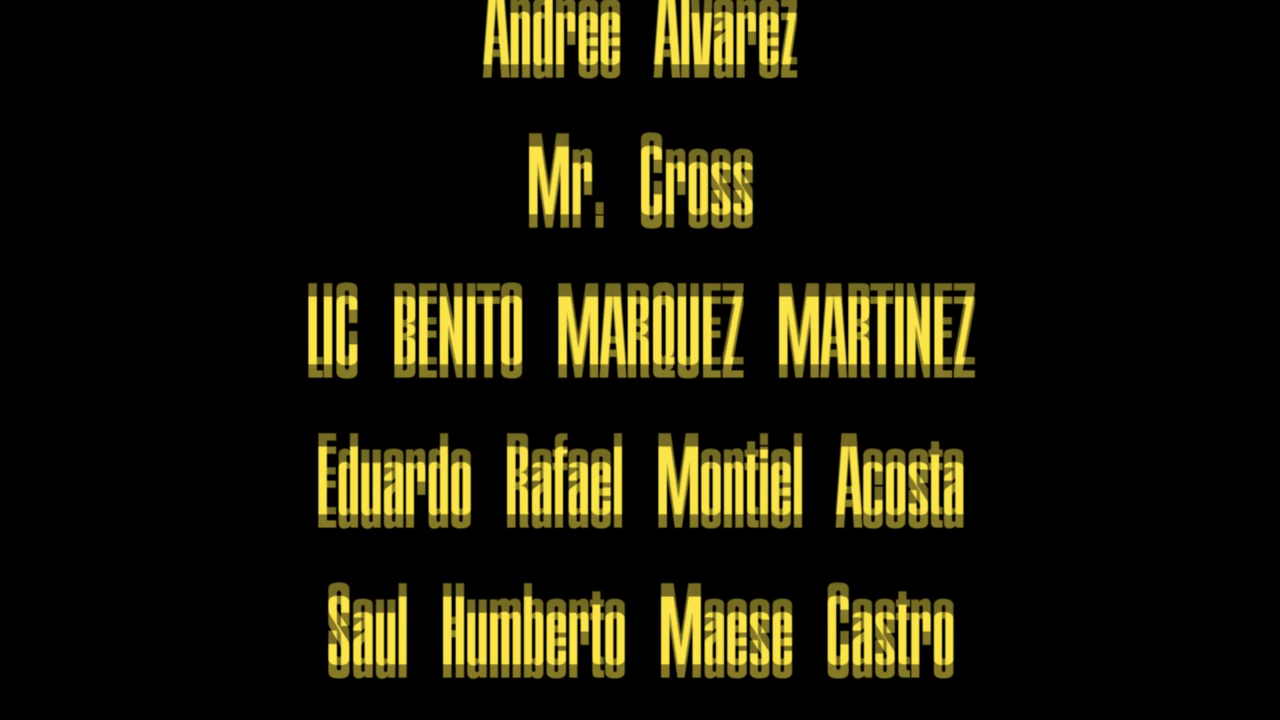 Andree Alvarez
Mr. Cross
LIC BENITO MARQUEZ MARTINEZ
Eduardo Rafael Montiel Acosta
Saul Humberto Maese Castro